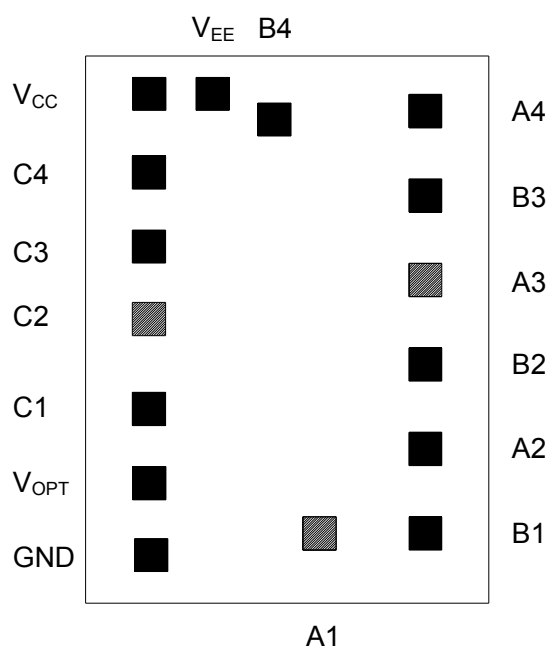 V_EE B4
V_CC
A4
C4
B3
C3
A3
C2
B2
C1
A2
V_OPT
B1
GND
A1